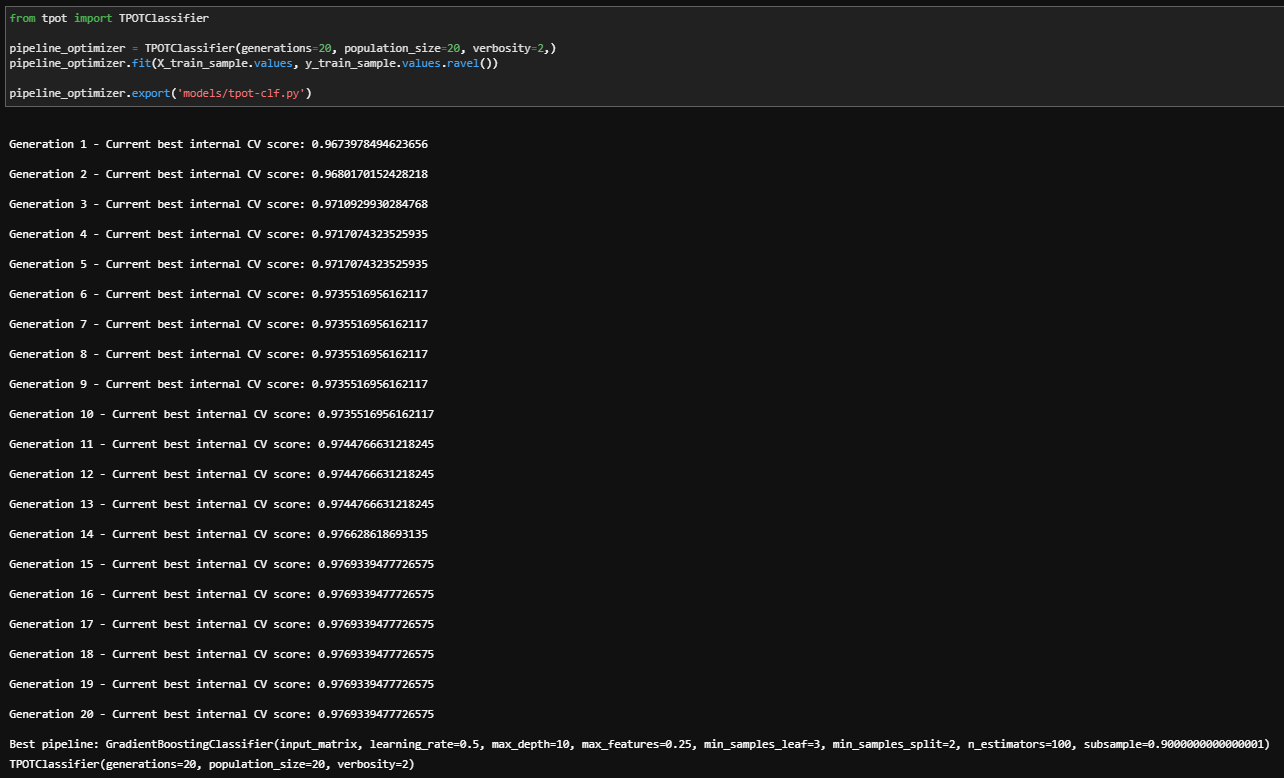 from tpot import TPOTClassifier
pipeline_optimizer = TPOTClassifier(generations=20, population_size=20, verbosity=2,)
pipeline_optimizer.fit(X_train_sample.values, y_train_sample.values.ravel())
pipeline_optimizer.export('models/tpot-clf.py')
Generation 1 - Current best internal CV score: 0.9673978494623656
Generation 2 - Current best internal CV score: 0.9680170152428218
Generation 3 - Current best internal CV score: 0.9710929930284768
Generation 4 - Current best internal CV score: 0.9717074323525935
Generation 5 - Current best internal CV score: 0.9717074323525935
Generation 6 - Current best internal CV score: 0.9735516956162117
Generation 7 - Current best internal CV score: 0.9735516956162117
Generation 8 - Current best internal CV score: 0.9735516956162117
Generation 9 - Current best internal CV score: 0.9735516956162117
Generation 10 - Current best internal CV score: 0.9735516956162117
Generation 11 - Current best internal CV score: 0.9744766631218245
Generation 12 - Current best internal CV score: 0.9744766631218245
Generation 13 - Current best internal CV score: 0.9744766631218245
Generation 14 - Current best internal CV score: 0.976628618693135
Generation 15 - Current best internal CV score: 0.9769339477726575
Generation 16 - Current best internal CV score: 0.9769339477726575
Generation 17 - Current best internal CV score: 0.9769339477726575
Generation 18 - Current best internal CV score: 0.9769339477726575
Generation 19 - Current best internal CV score: 0.9769339477726575
Generation 20 - Current best internal CV score: 0.9769339477726575
Best pipeline: GradientBoostingClassifier(input_matrix, learning_rate=0.5, max_depth=10, max_features=0.25, min_samples_leaf=3, min_samples_split=2, n_estimators=100, subsample=0.9000000000000001)
TPOTClassifier(generations=20, population_size=20, verbosity=2)